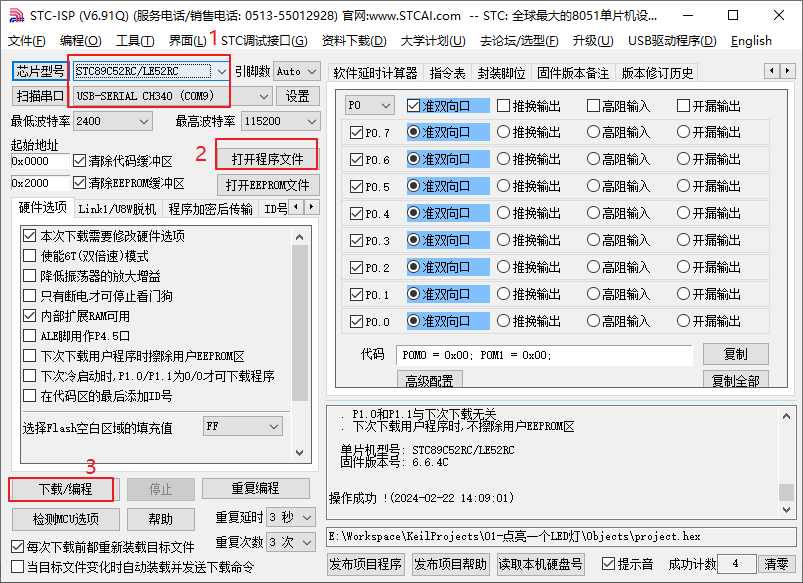 STC-ISP (V6.91Q) (服务电话/销售电话: 0513-55012928) 官网:www.STCAI.com -- STC: 全球最大的8051单片机设...
文件(F) 编程(O) 工具(T) 界面(L) STC调试接口(G) 资料下载(D) 大学计划(U) 去论坛/选型(F) 升级(U) USB驱动程序(D) English
1
芯片型号 STC89C52RC/LE52RC 引脚数 Auto
扫描串口 USB-SERIAL CH340 (COM9) 设置
最低波特率 2400 最高波特率 115200
起始地址
0x0000 清除代码缓冲区 2 打开程序文件
0x2000 清除EEPROM缓冲区 打开EEPROM文件
硬件选项 Link1/U8W脱机 程序加密后传输 ID号
本次下载需要修改硬件选项
使能6T(双倍速)模式
降低振荡器的放大增益
只有断电才可停止看门狗
内部扩展RAM可用
ALE脚用作P4.5口
下次下载用户程序时擦除用户EEPROM区
下次冷启动时,P1.0/P1.1为0/0才可下载程序
在代码区的最后添加ID号
选择Flash空白区域的填充值 FF
3
下载/编程 停止 重复编程
检测MCU选项 帮助 重复延时 3 秒
重复次数 3 次
每次下载前都重新装载目标文件
当目标文件变化时自动装载并发送下载命令
软件延时计算器 指令表 封装脚位 固件版本备注 版本修订历史
P0 准双向口 推换输出 高阻输入 开漏输出
P0.7 准双向口 推换输出 高阻输入 开漏输出
P0.6 准双向口 推换输出 高阻输入 开漏输出
P0.5 准双向口 推换输出 高阻输入 开漏输出
P0.4 准双向口 推换输出 高阻输入 开漏输出
P0.3 准双向口 推换输出 高阻输入 开漏输出
P0.2 准双向口 推换输出 高阻输入 开漏输出
P0.1 准双向口 推换输出 高阻输入 开漏输出
P0.0 准双向口 推换输出 高阻输入 开漏输出
代码 P0M0 = 0x00; P0M1 = 0x00; 复制
高级配置 复制全部
. P1.0和P1.1与下次下载无关
. 下次下载用户程序时,不擦除用户EEPROM区
单片机型号: STC89C52RC/LE52RC
固件版本号: 6.6.4C
操作成功 !(2024-02-22 14:09:01)
E:\Workspace\KeilProjects\01-点亮一个LED灯\Objects\project.hex
发布项目程序 发布项目帮助 读取本机硬盘号 提示音 成功计数 4 清零